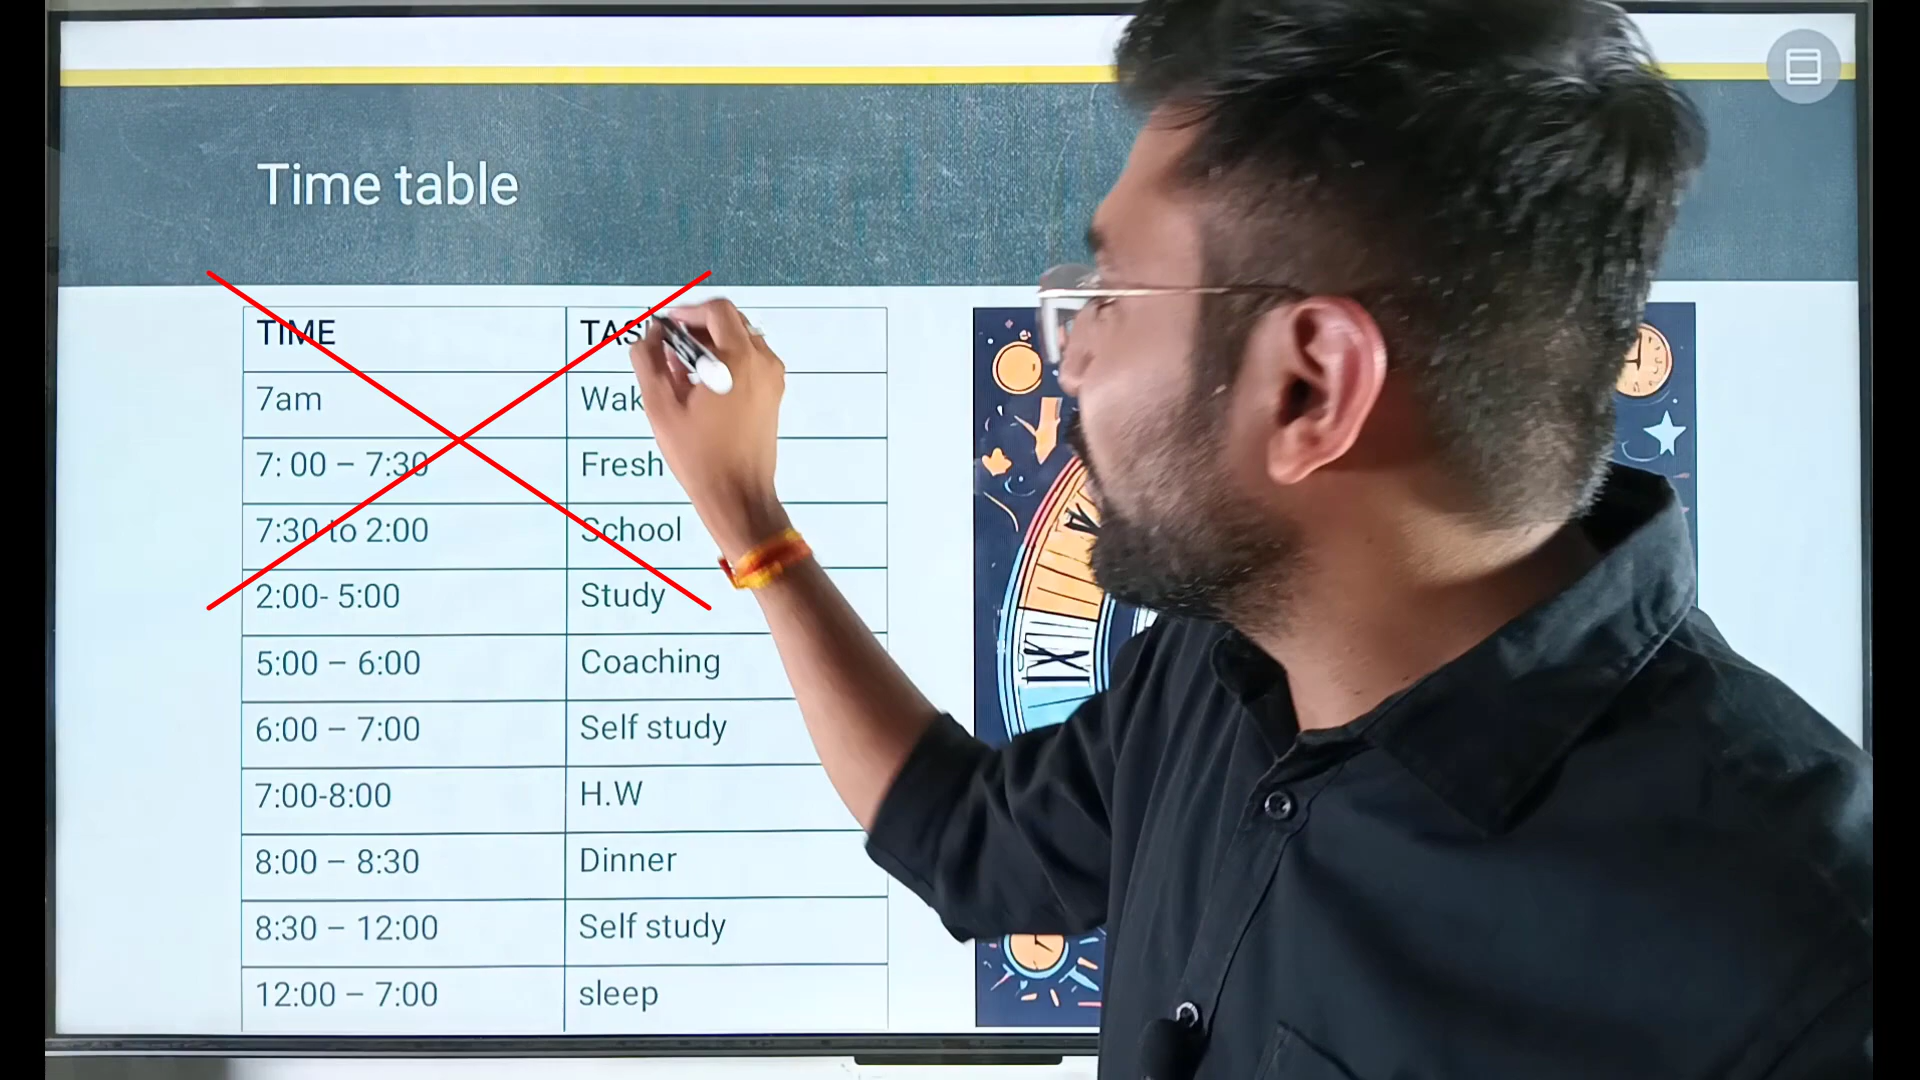 Time table
TIME
7am
7: 00 – 7:30 Fresh
7:30 to 2:00 School
2:00- 5:00 Study
5:00 – 6:00 Coaching
6:00 – 7:00 Self study
7:00-8:00 H.W
8:00 – 8:30 Dinner
8:30 – 12:00 Self study
12:00 – 7:00 sleep